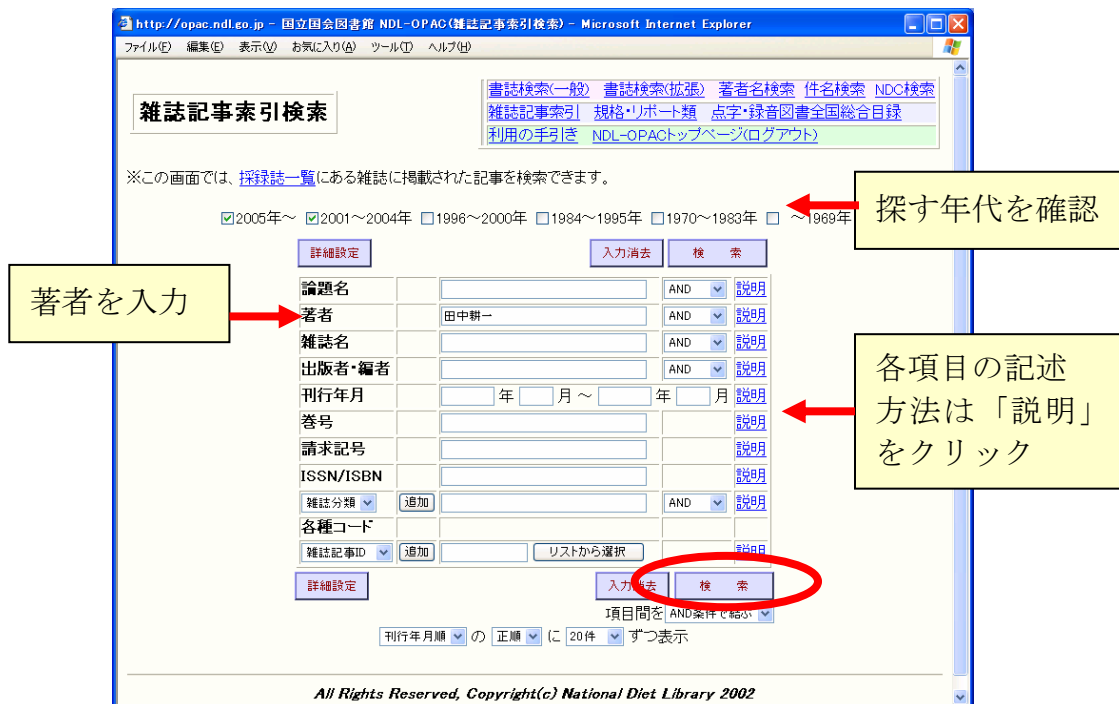 http://opac.ndl.go.jp - 国立国会図書館 NDL-OPAC(雑誌記事索引検索) - Microsoft Internet Explorer
ファイル(F) 編集(E) 表示(V) お気に入り(A) ツール(T) ヘルプ(H)
書誌検索(一般) 書誌検索(拡張) 著者名検索 件名検索 NDC検索
雑誌記事索引検索
雑誌記事索引 規格・リポート類 点字・録音図書全国総合目録
利用の手引き NDL-OPACトップページ(ログアウト)
※この画面では、採録誌一覧にある雑誌に掲載された記事を検索できます。
探す年代を確認
2005年～ 2001～2004年 1996～2000年 1984～1995年 1970～1983年 ～1969年
詳細設定 入力消去 検 索
著者を入力
論題名 AND 説明
著者 田中耕一 AND 説明
雑誌名 AND 説明
出版者・編者 AND 説明
刊行年月 年 月～ 年 月 説明
巻号 説明
請求記号 説明
ISSN/ISBN 説明
雑誌分類 追加 AND 説明
各種コード
雑誌記事ID 追加 リストから選択 説明
各項目の記述
方法は「説明」
をクリック
詳細設定 入力消去 検 索
項目間を AND条件で結ぶ
刊行年月順 の 正順 に 20件 ずつ表示
All Rights Reserved, Copyright(c) National Diet Library 2002